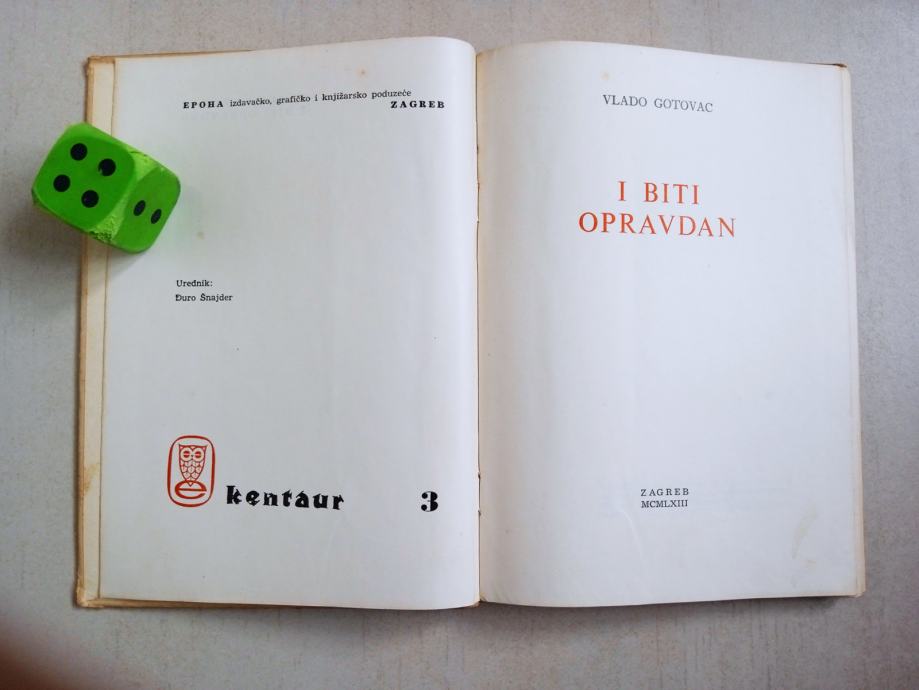 EPOHA izdavačko, grafičko i knjižarsko poduzeće
ZAGREB
Urednik:
Đuro Šnajder
e
kentaur 3
VLADO GOTOVAC
I BITI
OPRAVDAN
ZAGREB
MCMLXIII